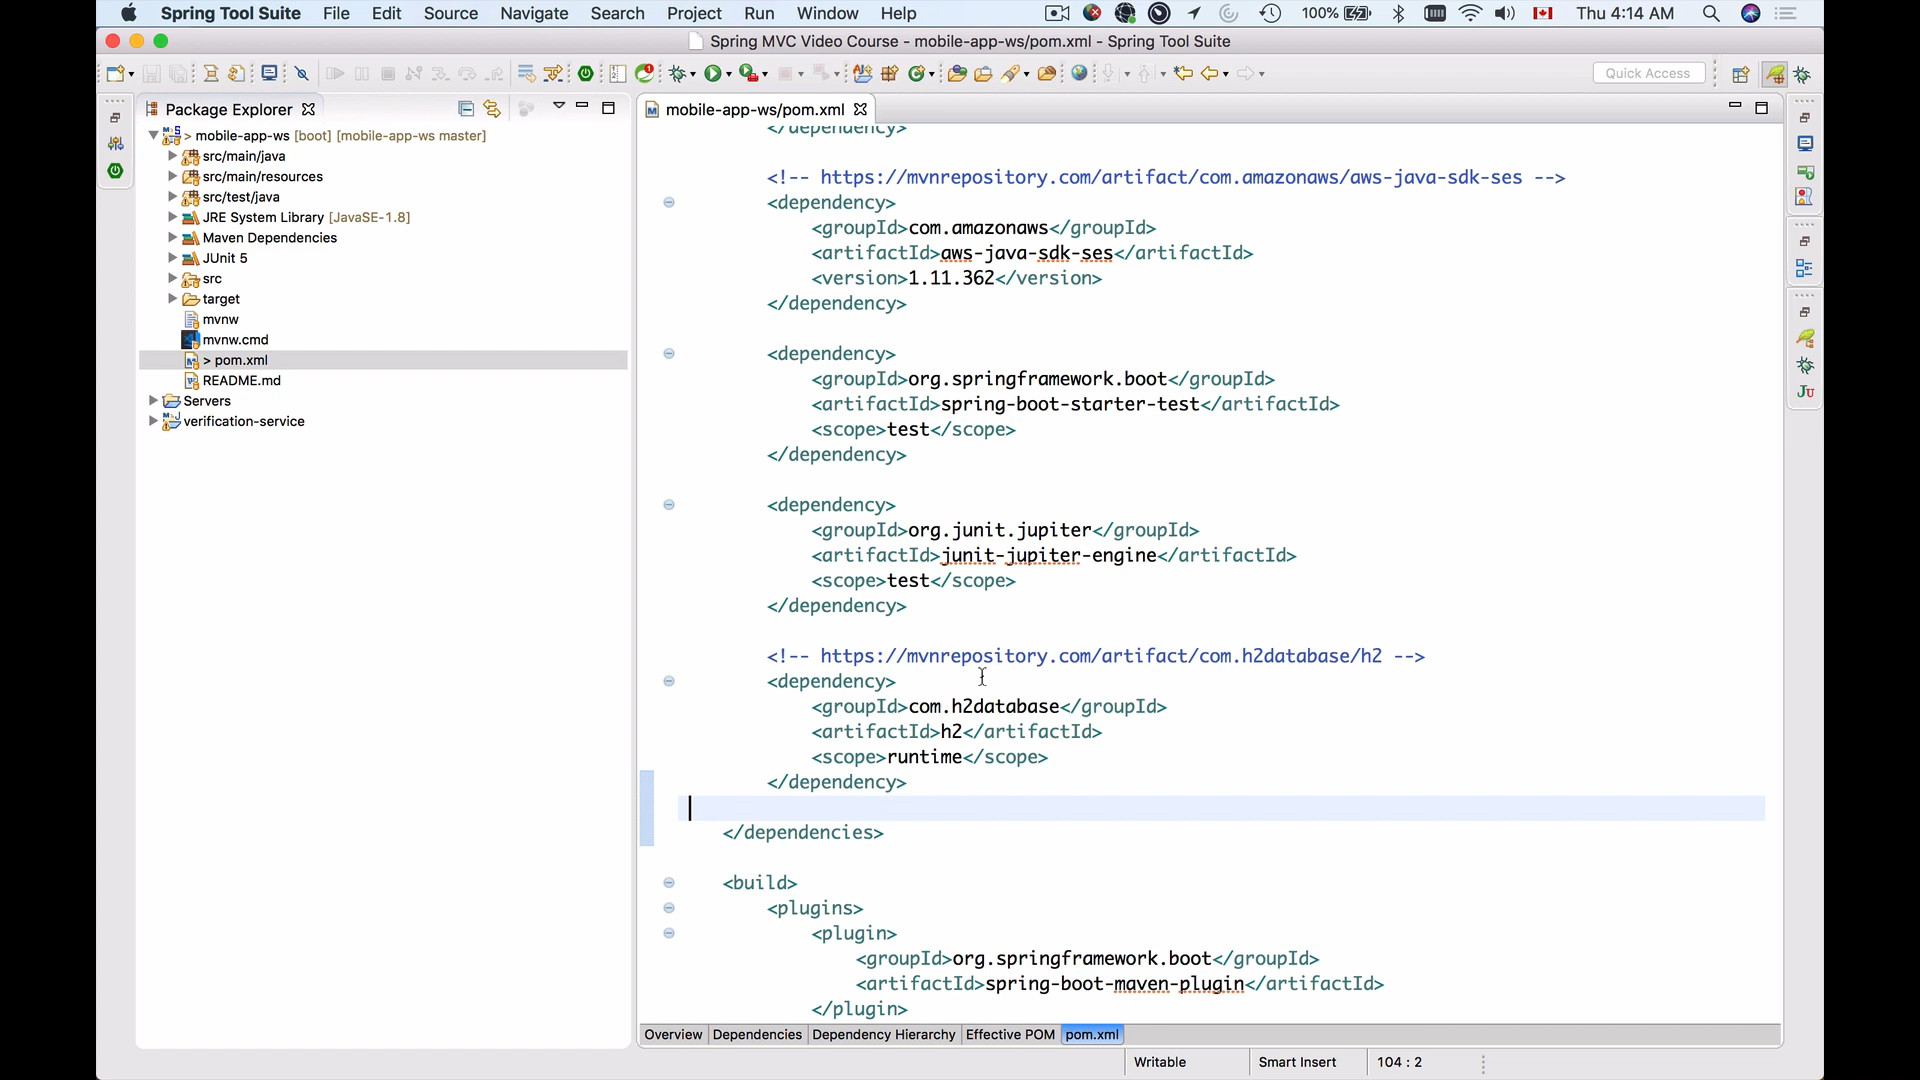 Spring Tool Suite File Edit Source Navigate Search Project Run Window Help 100% Thu 4:14 AM
Spring MVC Video Course - mobile-app-ws/pom.xml - Spring Tool Suite
Quick Access
Package Explorer
mobile-app-ws/pom.xml
> mobile-app-ws [boot] [mobile-app-ws master]
src/main/java
src/main/resources
src/test/java
JRE System Library [JavaSE-1.8]
Maven Dependencies
JUnit 5
src
target
mvnw
mvnw.cmd
> pom.xml
README.md
Servers
verification-service
</dependency>
<!-- https://mvnrepository.com/artifact/com.amazonaws/aws-java-sdk-ses -->
<dependency>
<groupId>com.amazonaws</groupId>
<artifactId>aws-java-sdk-ses</artifactId>
<version>1.11.362</version>
</dependency>
<dependency>
<groupId>org.springframework.boot</groupId>
<artifactId>spring-boot-starter-test</artifactId>
<scope>test</scope>
</dependency>
<dependency>
<groupId>org.junit.jupiter</groupId>
<artifactId>junit-jupiter-engine</artifactId>
<scope>test</scope>
</dependency>
<!-- https://mvnrepository.com/artifact/com.h2database/h2 -->
<dependency>
<groupId>com.h2database</groupId>
<artifactId>h2</artifactId>
<scope>runtime</scope>
</dependency>
</dependencies>
<build>
<plugins>
<plugin>
<groupId>org.springframework.boot</groupId>
<artifactId>spring-boot-maven-plugin</artifactId>
</plugin>
Overview Dependencies Dependency Hierarchy Effective POM pom.xml
Writable Smart Insert 104 : 2